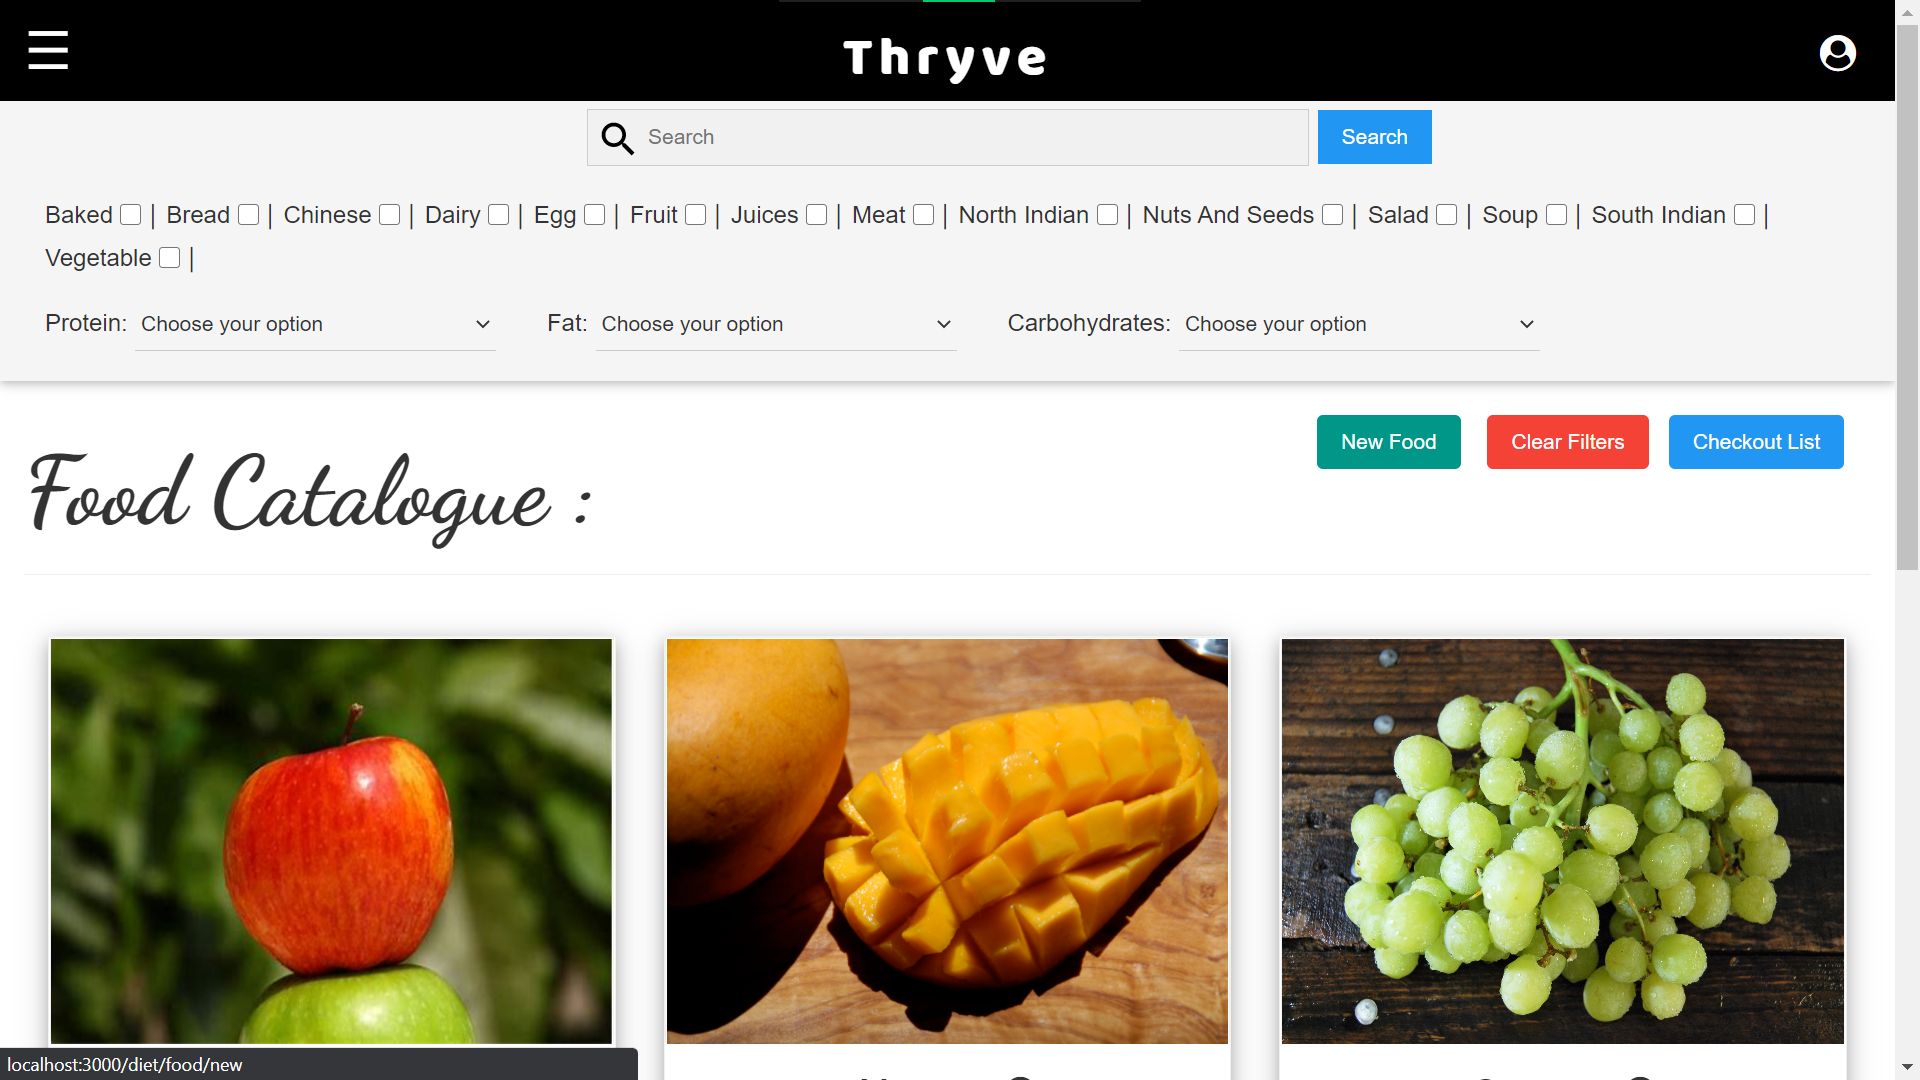 Thryve
Search
Search
Baked | Bread | Chinese | Dairy | Egg | Fruit | Juices | Meat | North Indian | Nuts And Seeds | Salad | Soup | South Indian |
Vegetable |
Protein: Choose your option Fat: Choose your option Carbohydrates: Choose your option
New Food Clear Filters Checkout List
Food Catalogue :
localhost:3000/diet/food/new